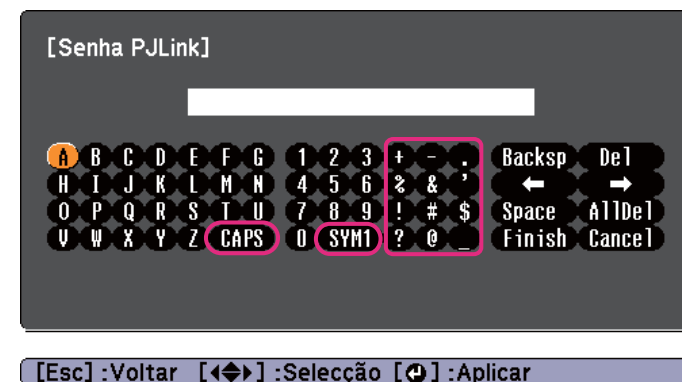 [Senha PJLink]
A B C D E F G 1 2 3 + - . Backsp Del
H I J K L M N 4 5 6 % & ' ← →
O P Q R S T U 7 8 9 ! # $ Space AllDel
V W X Y Z CAPS 0 SYM1 ? @ _ Finish Cancel
[Esc] :Voltar [◂◆▸] :Selecção [↵] :Aplicar